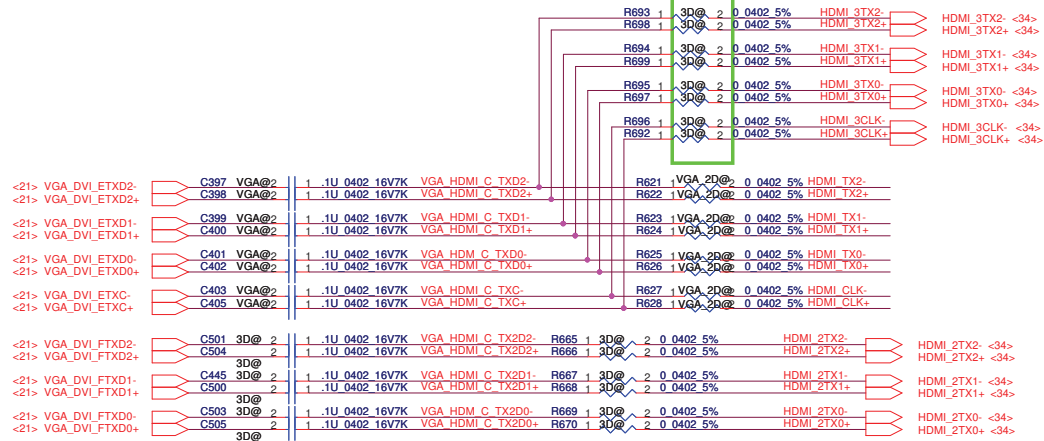 R693 1 3D@ 2 0_0402_5% HDMI_3TX2- HDMI_3TX2- <34>
R698 1 3D@ 2 0_0402_5% HDMI_3TX2+ HDMI_3TX2+ <34>
R694 1 3D@ 2 0_0402_5% HDMI_3TX1- HDMI_3TX1- <34>
R699 1 3D@ 2 0_0402_5% HDMI_3TX1+ HDMI_3TX1+ <34>
R695 1 3D@ 2 0_0402_5% HDMI_3TX0- HDMI_3TX0- <34>
R697 1 3D@ 2 0_0402_5% HDMI_3TX0+ HDMI_3TX0+ <34>
R696 1 3D@ 2 0_0402_5% HDMI_3CLK- HDMI_3CLK- <34>
R692 1 3D@ 2 0_0402_5% HDMI_3CLK+ HDMI_3CLK+ <34>
<21> VGA_DVI_ETXD2- C397 VGA@ 2 1 .1U_0402_16V7K VGA_HDMI_C_TXD2- R621 1 VGA_2D@ 2 0_0402_5% HDMI_TX2-
<21> VGA_DVI_ETXD2+ C398 VGA@ 2 1 .1U_0402_16V7K VGA_HDMI_C_TXD2+ R622 1 VGA_2D@ 2 0_0402_5% HDMI_TX2+
<21> VGA_DVI_ETXD1- C399 VGA@ 2 1 .1U_0402_16V7K VGA_HDMI_C_TXD1- R623 1 VGA_2D@ 2 0_0402_5% HDMI_TX1-
<21> VGA_DVI_ETXD1+ C400 VGA@ 2 1 .1U_0402_16V7K VGA_HDMI_C_TXD1+ R624 1 VGA_2D@ 2 0_0402_5% HDMI_TX1+
<21> VGA_DVI_ETXD0- C401 VGA@ 2 1 .1U_0402_16V7K VGA_HDM_C_TXD0- R625 1 VGA_2D@ 2 0_0402_5% HDMI_TX0-
<21> VGA_DVI_ETXD0+ C402 VGA@ 2 1 .1U_0402_16V7K VGA_HDMI_C_TXD0+ R626 1 VGA_2D@ 2 0_0402_5% HDMI_TX0+
<21> VGA_DVI_ETXC- C403 VGA@ 2 1 .1U_0402_16V7K VGA_HDMI_C_TXC- R627 1 VGA_2D@ 2 0_0402_5% HDMI_CLK-
<21> VGA_DVI_ETXC+ C405 VGA@ 2 1 .1U_0402_16V7K VGA_HDMI_C_TXC+ R628 1 VGA_2D@ 2 0_0402_5% HDMI_CLK+
<21> VGA_DVI_FTXD2- C501 3D@ 2 1 .1U_0402_16V7K VGA_HDMI_C_TX2D2- R665 1 3D@ 2 0_0402_5% HDMI_2TX2- HDMI_2TX2- <34>
<21> VGA_DVI_FTXD2+ C504 2 1 .1U_0402_16V7K VGA_HDMI_C_TX2D2+ R666 1 3D@ 2 0_0402_5% HDMI_2TX2+ HDMI_2TX2+ <34>
3D@
<21> VGA_DVI_FTXD1- C445 3D@ 2 1 .1U_0402_16V7K VGA_HDMI_C_TX2D1- R667 1 3D@ 2 0_0402_5% HDMI_2TX1- HDMI_2TX1- <34>
<21> VGA_DVI_FTXD1+ C500 2 1 .1U_0402_16V7K VGA_HDMI_C_TX2D1+ R668 1 3D@ 2 0_0402_5% HDMI_2TX1+ HDMI_2TX1+ <34>
3D@
<21> VGA_DVI_FTXD0- C503 3D@ 2 1 .1U_0402_16V7K VGA_HDM_C_TX2D0- R669 1 3D@ 2 0_0402_5% HDMI_2TX0- HDMI_2TX0- <34>
<21> VGA_DVI_FTXD0+ C505 2 1 .1U_0402_16V7K VGA_HDM_C_TX2D0+ R670 1 3D@ 2 0_0402_5% HDMI_2TX0+ HDMI_2TX0+ <34>
3D@